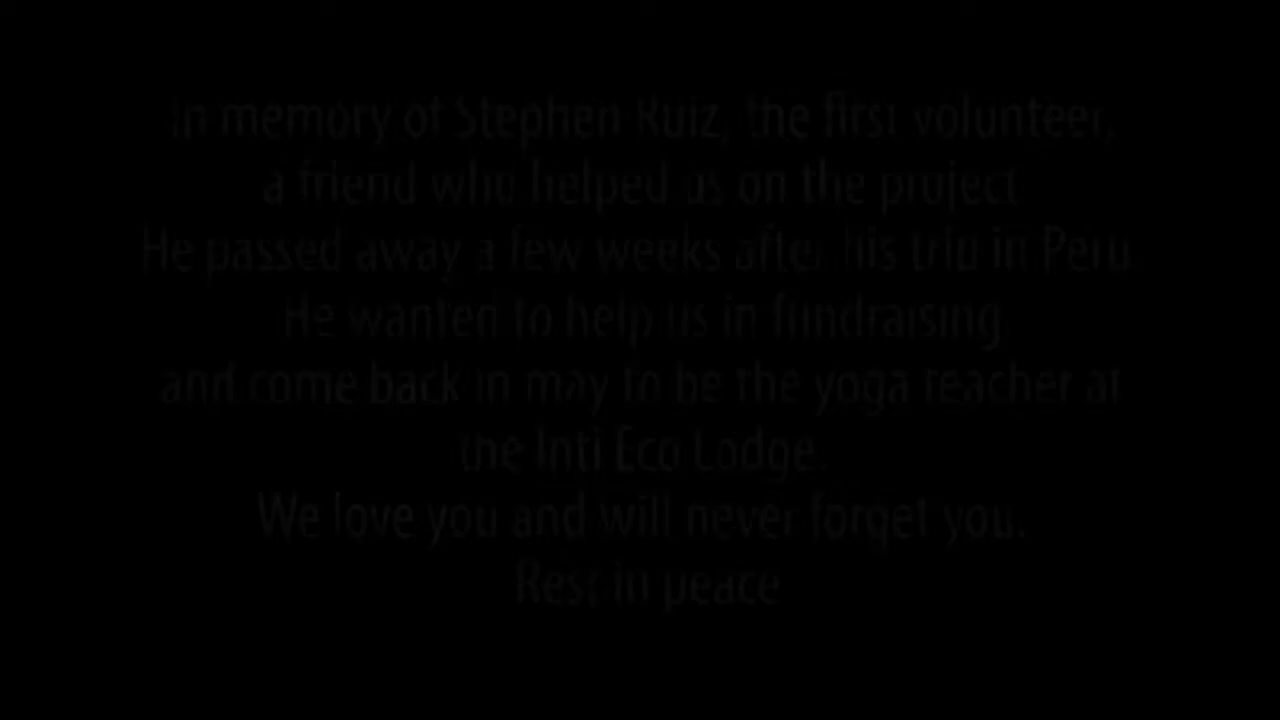 In memory of Stephen Ruiz, the first volunteer,
a friend who helped us on the project
He passed away a few weeks after his trip in Peru.
He wanted to help us in fundraising
and come back in may to be the yoga teacher at
the Inti Eco Lodge.
We love you and will never forget you.
Rest in peace